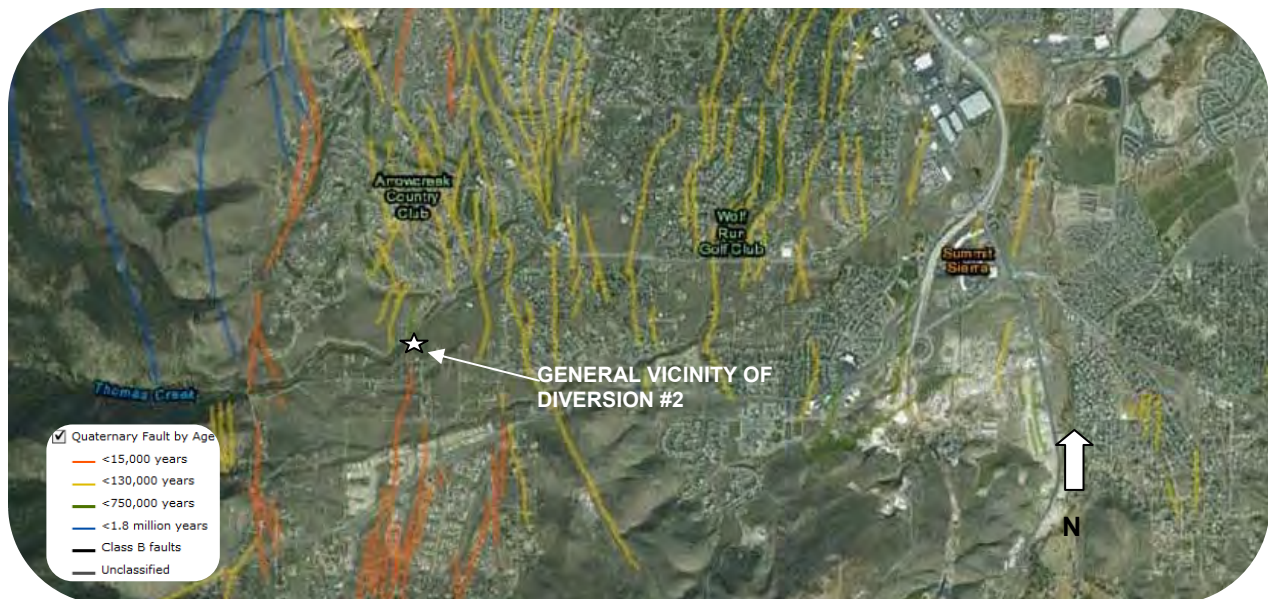 Arrowcreek
Country
Club
Wolf
Run
Golf Club
Summit
Sierra
GENERAL VICINITY OF
DIVERSION #2
Thomas Creek
Quaternary Fault by Age
<15,000 years
<130,000 years
<750,000 years
<1.8 million years
Class B faults
Unclassified
N